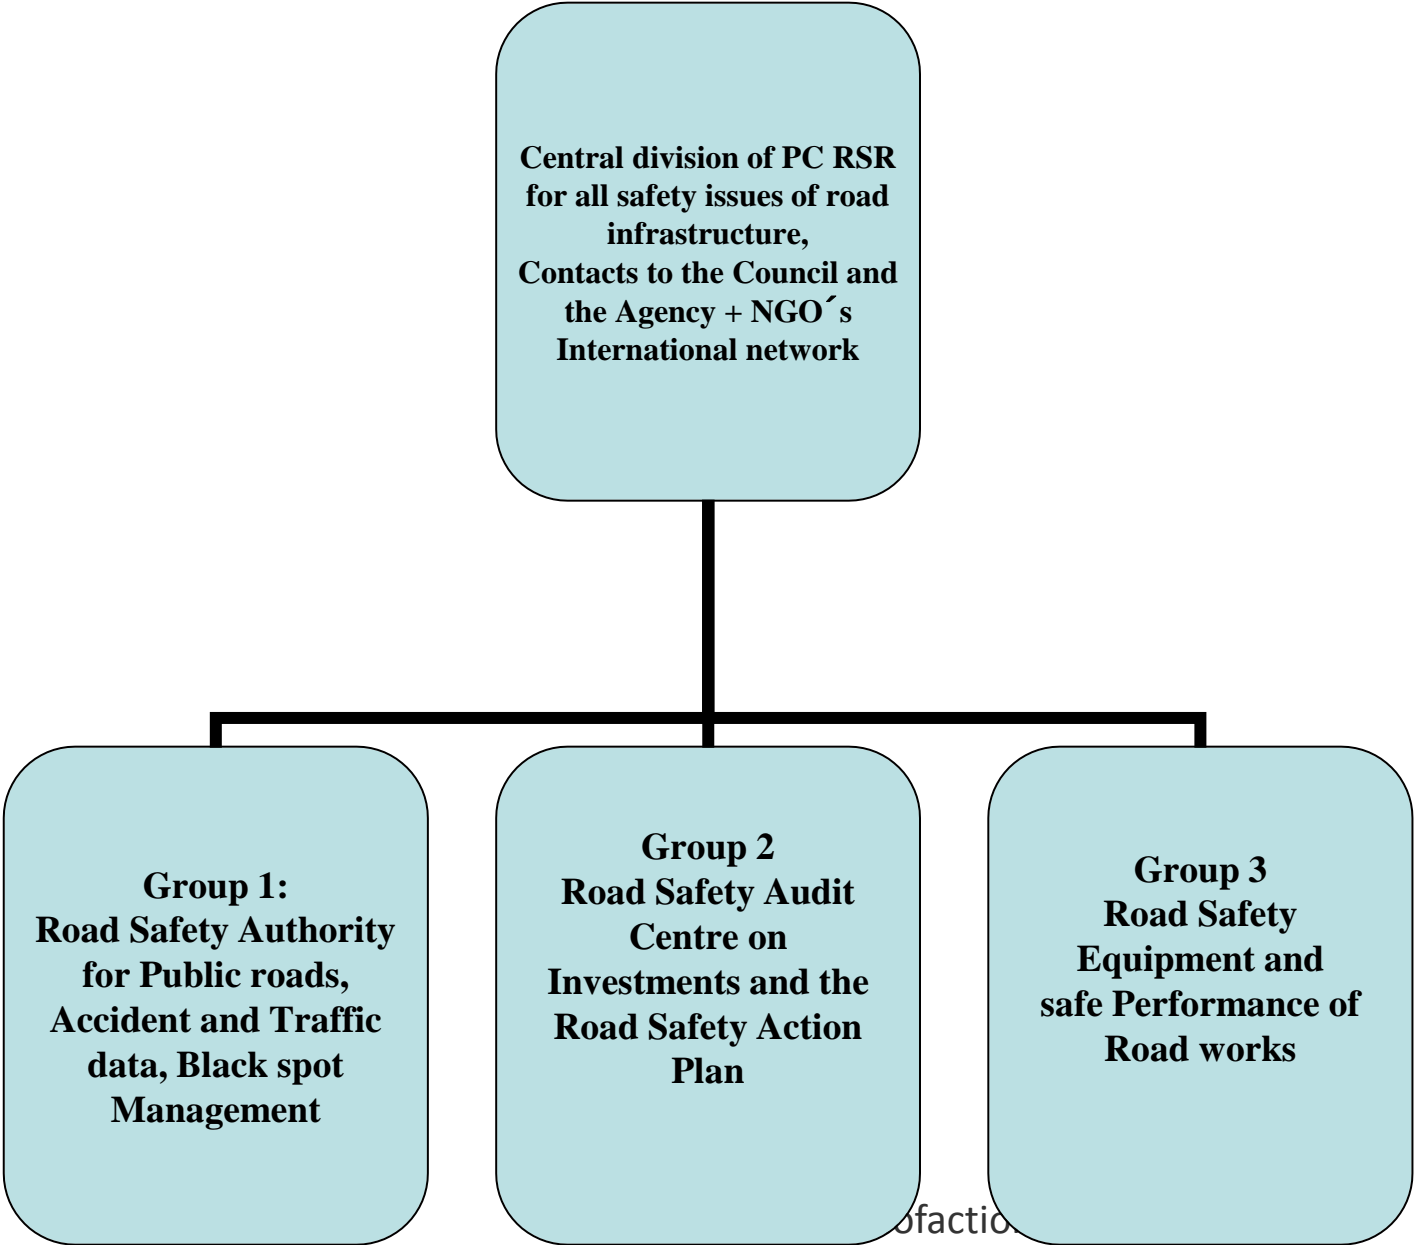 Central division of PC RSR
for all safety issues of road
infrastructure,
Contacts to the Council and
the Agency + NGO´s
International network
Group 1:
Road Safety Authority
for Public roads,
Accident and Traffic
data, Black spot
Management
Group 2
Road Safety Audit
Centre on
Investments and the
Road Safety Action
Plan
Group 3
Road Safety
Equipment and
safe Performance of
Road works